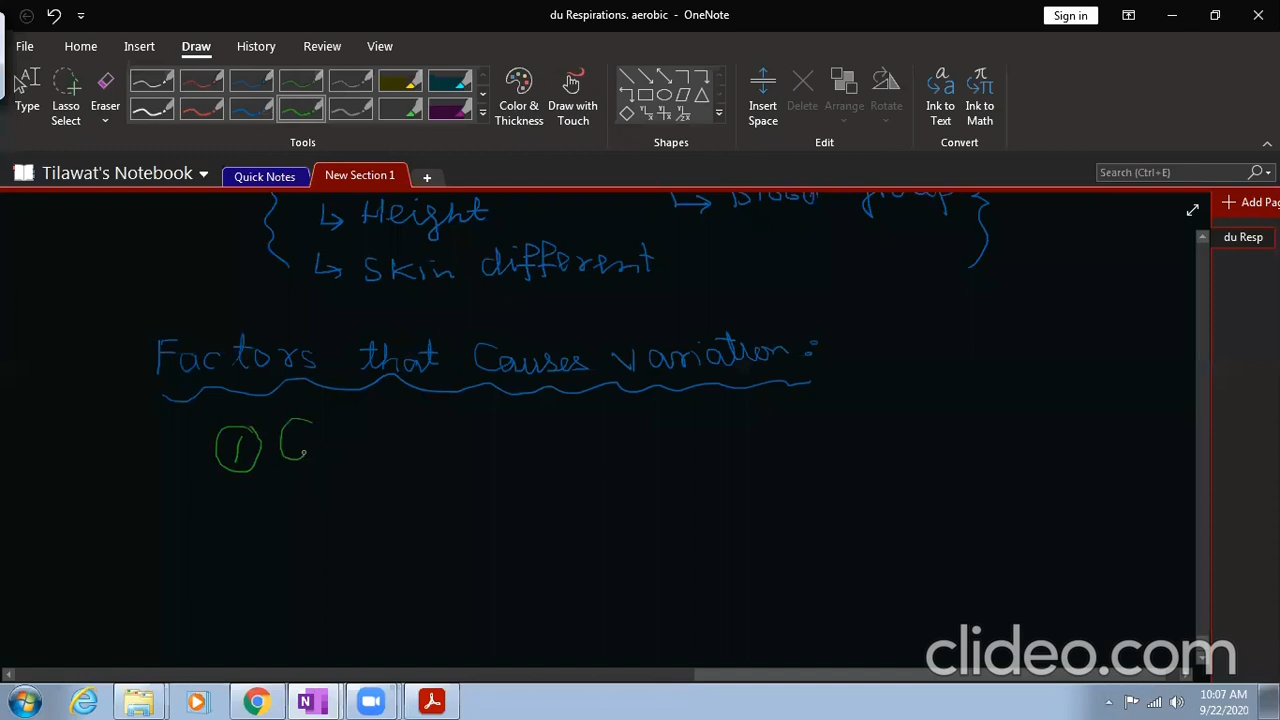 du Respirations. aerobic - OneNote
Sign in
File Home Insert Draw History Review View
Type
Lasso Select
Eraser
Color & Thickness
Draw with Touch
Insert Space
Delete
Arrange
Rotate
Ink to Text
Ink to Math
Tools
Shapes
Edit
Convert
Tilawat's Notebook
Quick Notes
New Section 1
Search (Ctrl+E)
Add Pag
du Resp
↳ Height
↳ Blood group
↳ Skin different
Factors that Causes variation :
① C
clideo.com
10:07 AM
9/22/2020